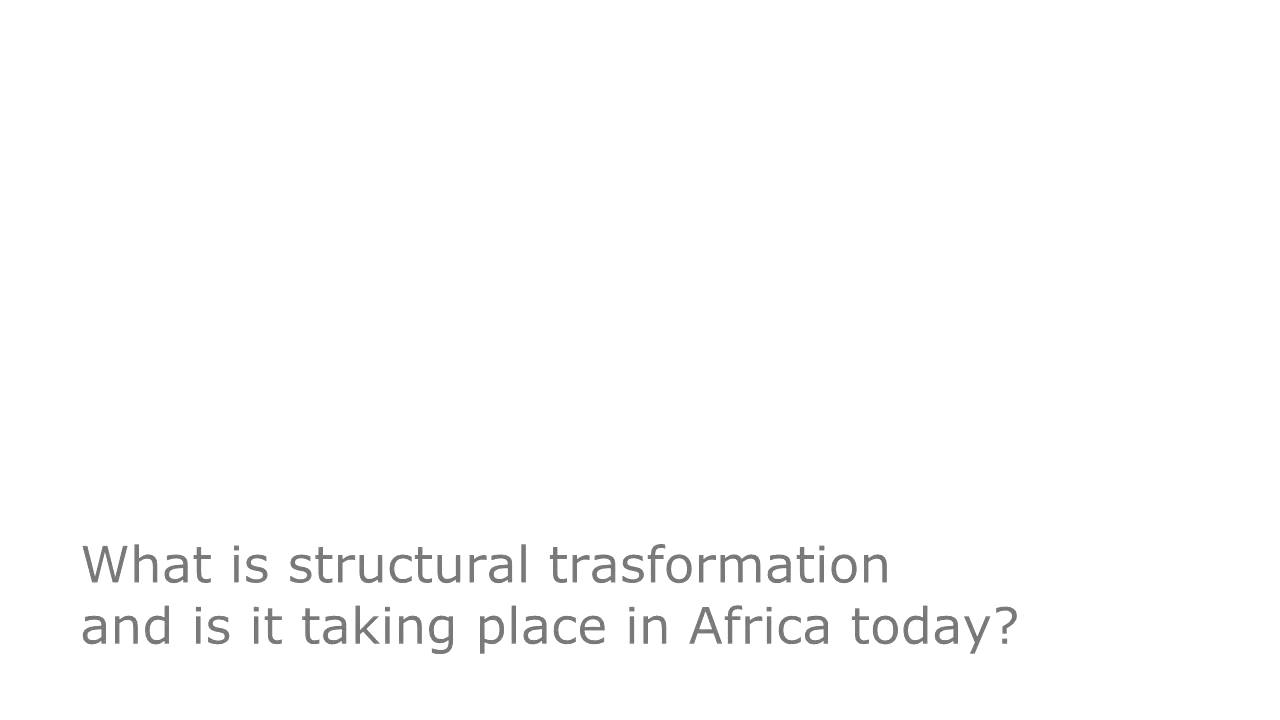 What is structural trasformation
and is it taking place in Africa today?